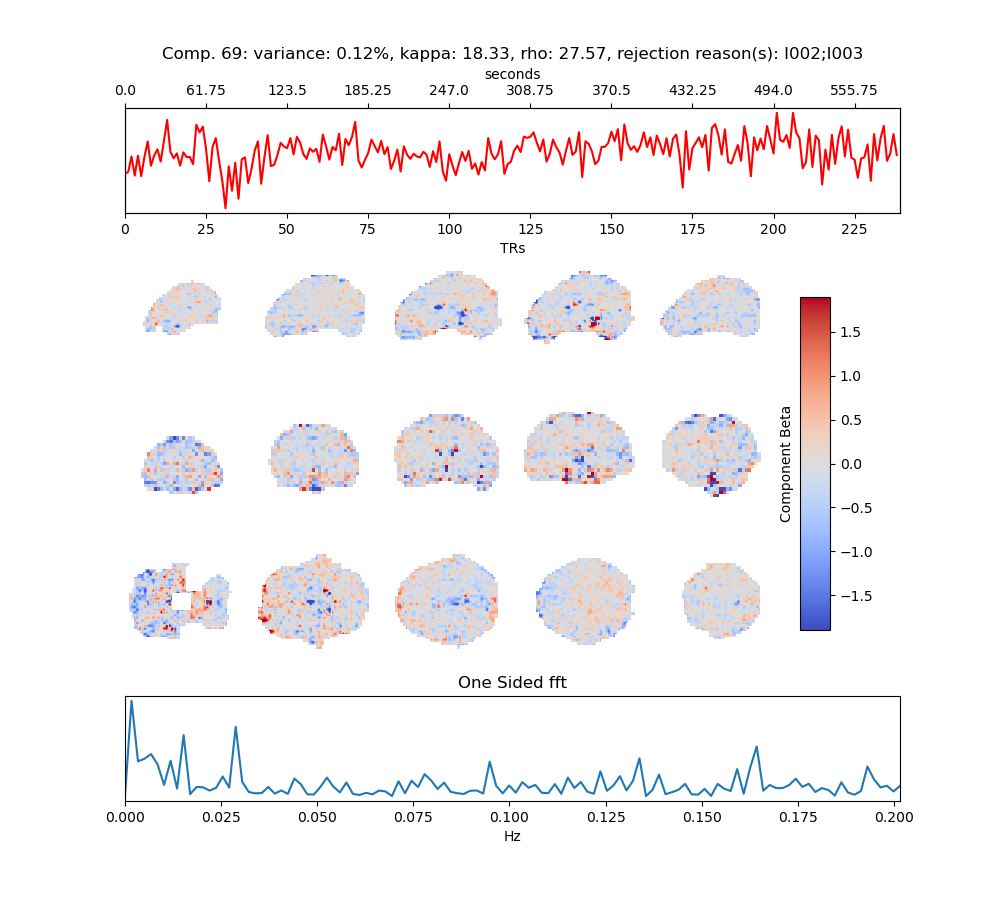 Comp. 69: variance: 0.12%, kappa: 18.33, rho: 27.57, rejection reason(s): I002;I003
seconds
0.0 61.75 123.5 185.25 247.0 308.75 370.5 432.25 494.0 555.75
0 25 50 75 100 125 150 175 200 225
TRs
1.5
1.0
0.5
0.0
−0.5
−1.0
−1.5
Component Beta
One Sided fft
0.000 0.025 0.050 0.075 0.100 0.125 0.150 0.175 0.200
Hz